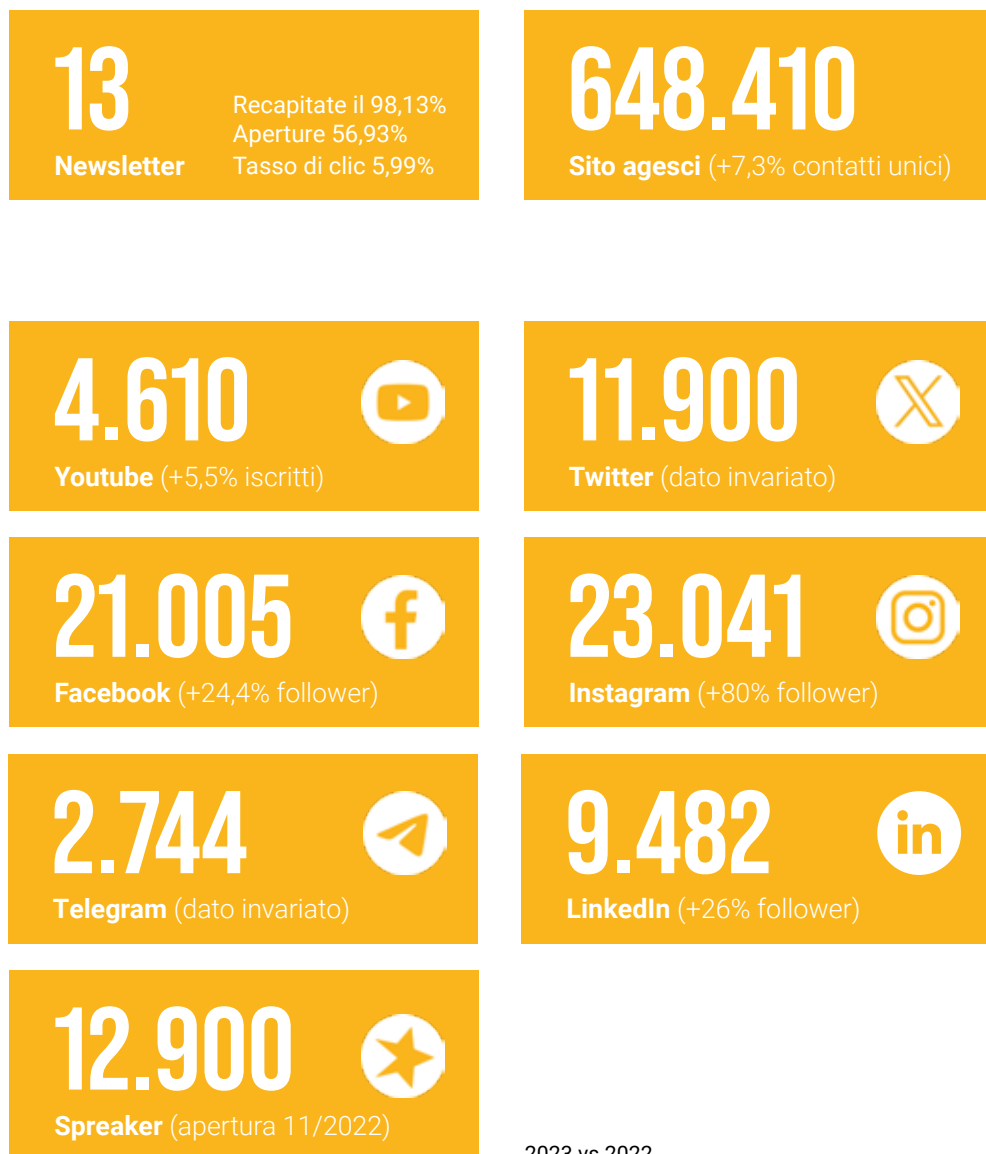 13
Newsletter
Recapitate il 98,13%
Aperture 56,93%
Tasso di clic 5,99%
648.410
Sito agesci (+7,3% contatti unici)
4.610
Youtube (+5,5% iscritti)
11.900
Twitter (dato invariato)
21.005
Facebook (+24,4% follower)
23.041
Instagram (+80% follower)
2.744
Telegram (dato invariato)
9.482
in
LinkedIn (+26% follower)
12.900
Spreaker (apertura 11/2022)
2023 vs 2022